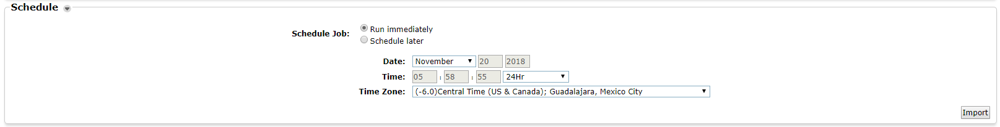 Schedule
Schedule Job: Run immediately
Schedule later
Date: November 20 2018
Time: 05 : 58 : 55 24Hr
Time Zone: (-6.0)Central Time (US & Canada); Guadalajara, Mexico City
Import